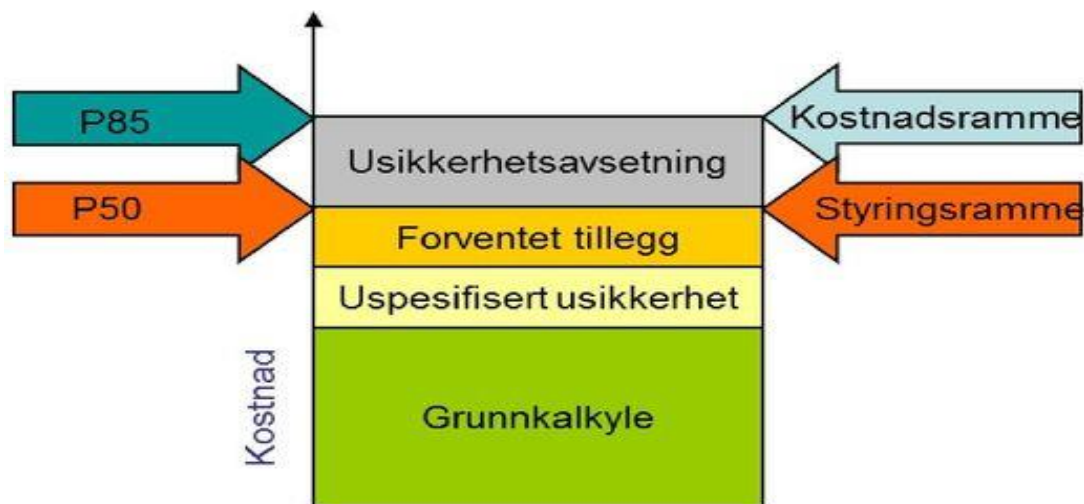 P85
Kostnadsramme
Usikkerhetsavsetning
P50
Styringsramme
Forventet tillegg
Uspesifisert usikkerhet
Kostnad
Grunnkalkyle